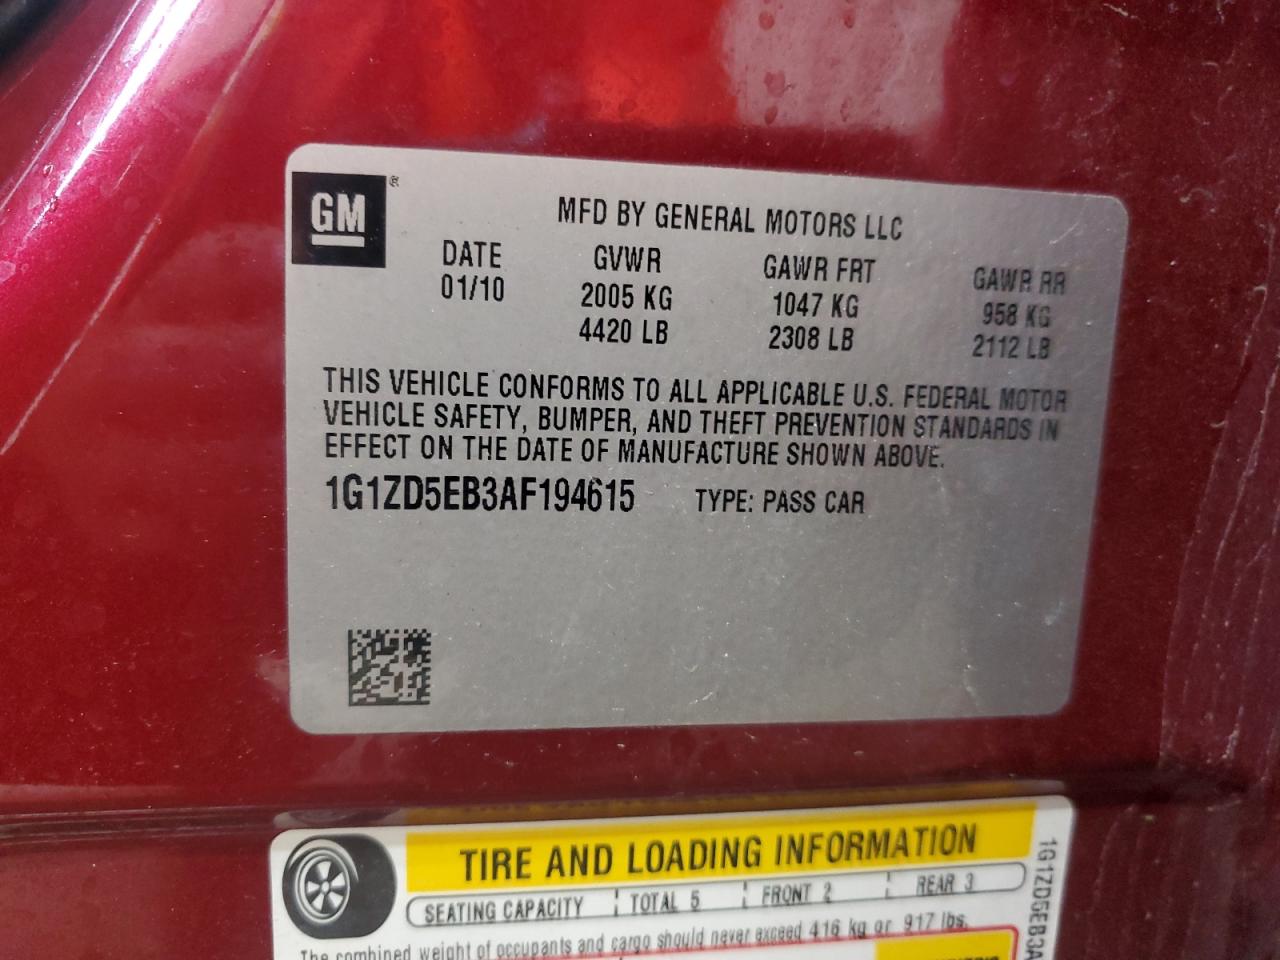 GM ®
MFD BY GENERAL MOTORS LLC
DATE GVWR GAWR FRT GAWR RR
01/10 2005 KG 1047 KG 958 KG
4420 LB 2308 LB 2112 LB
THIS VEHICLE CONFORMS TO ALL APPLICABLE U.S. FEDERAL MOTOR
VEHICLE SAFETY, BUMPER, AND THEFT PREVENTION STANDARDS IN
EFFECT ON THE DATE OF MANUFACTURE SHOWN ABOVE.
1G1ZD5EB3AF194615 TYPE: PASS CAR
TIRE AND LOADING INFORMATION
SEATING CAPACITY TOTAL 5 FRONT 2 REAR 3
The combined weight of occupants and cargo should never exceed 416 kg or 917 lbs.
1G1ZD5EB3A